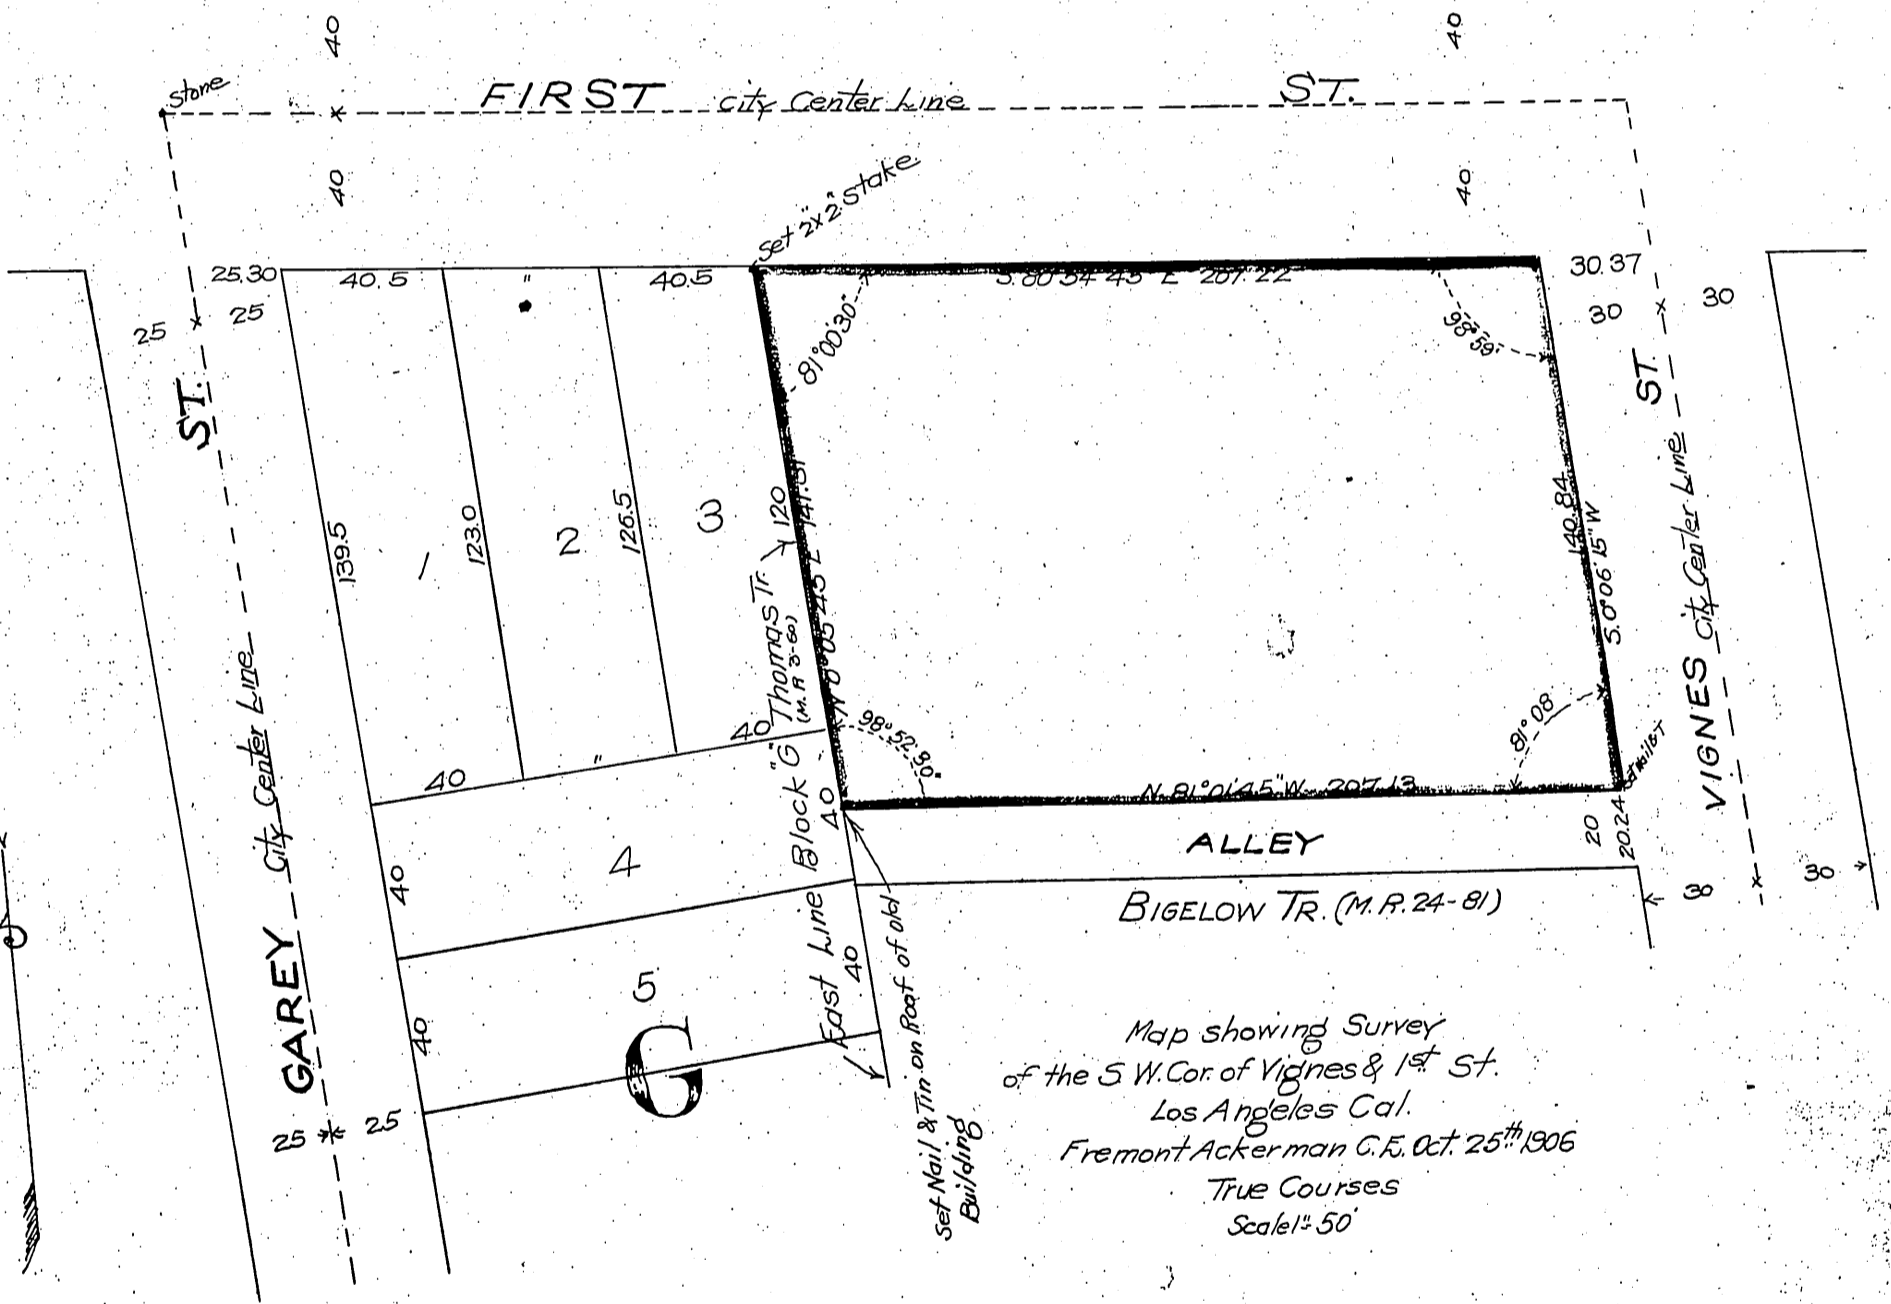 40
40
stone
FIRST city Center Line ST.
40
40
Set 2"x2" stake
25.30
40.5
"
40.5
S. 80° 54' 45" E 207.22
30.37
25
25
30
30
81°00'30"
98°59'
ST.
ST.
139.5
1
123.0
2
126.5
3
120
140.84
S. 0°06'15" W
Thomas Tr.
(M.R 3-60)
GAREY City Center Line
VIGNES City Center Line
40
"
40
98°52'30"
81°08'
N. 81°01'45" W. 207.13
40
ALLEY
20
20.24
30
30
BIGELOW TR. (M.R. 24-81)
4
40
5
40
40
East Line Block "G"
G
25
25
Set Nail & Tin on Roof of old
Building
Map showing Survey
of the S.W. Cor. of Vignes & 1st St.
Los Angeles Cal.
Fremont Ackerman C.E. Oct. 25th 1906
True Courses
Scale 1"=50'